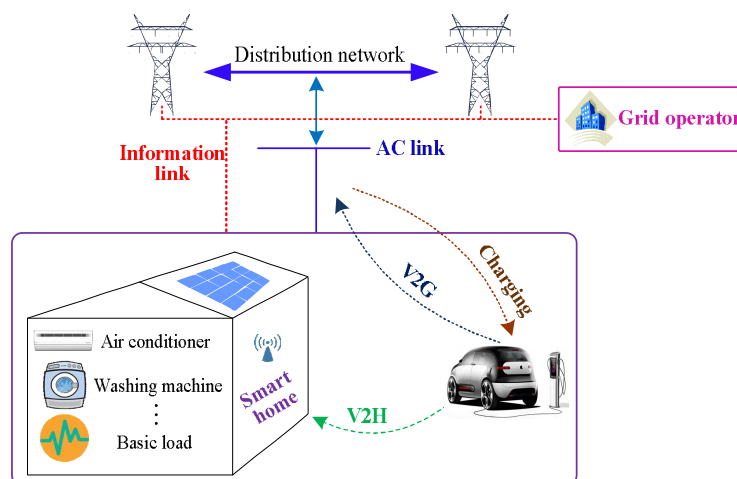 Distribution network
Grid operator
Information
link
AC link
V2G
Charging
Air conditioner
Washing machine
Basic load
Smart
home
V2H